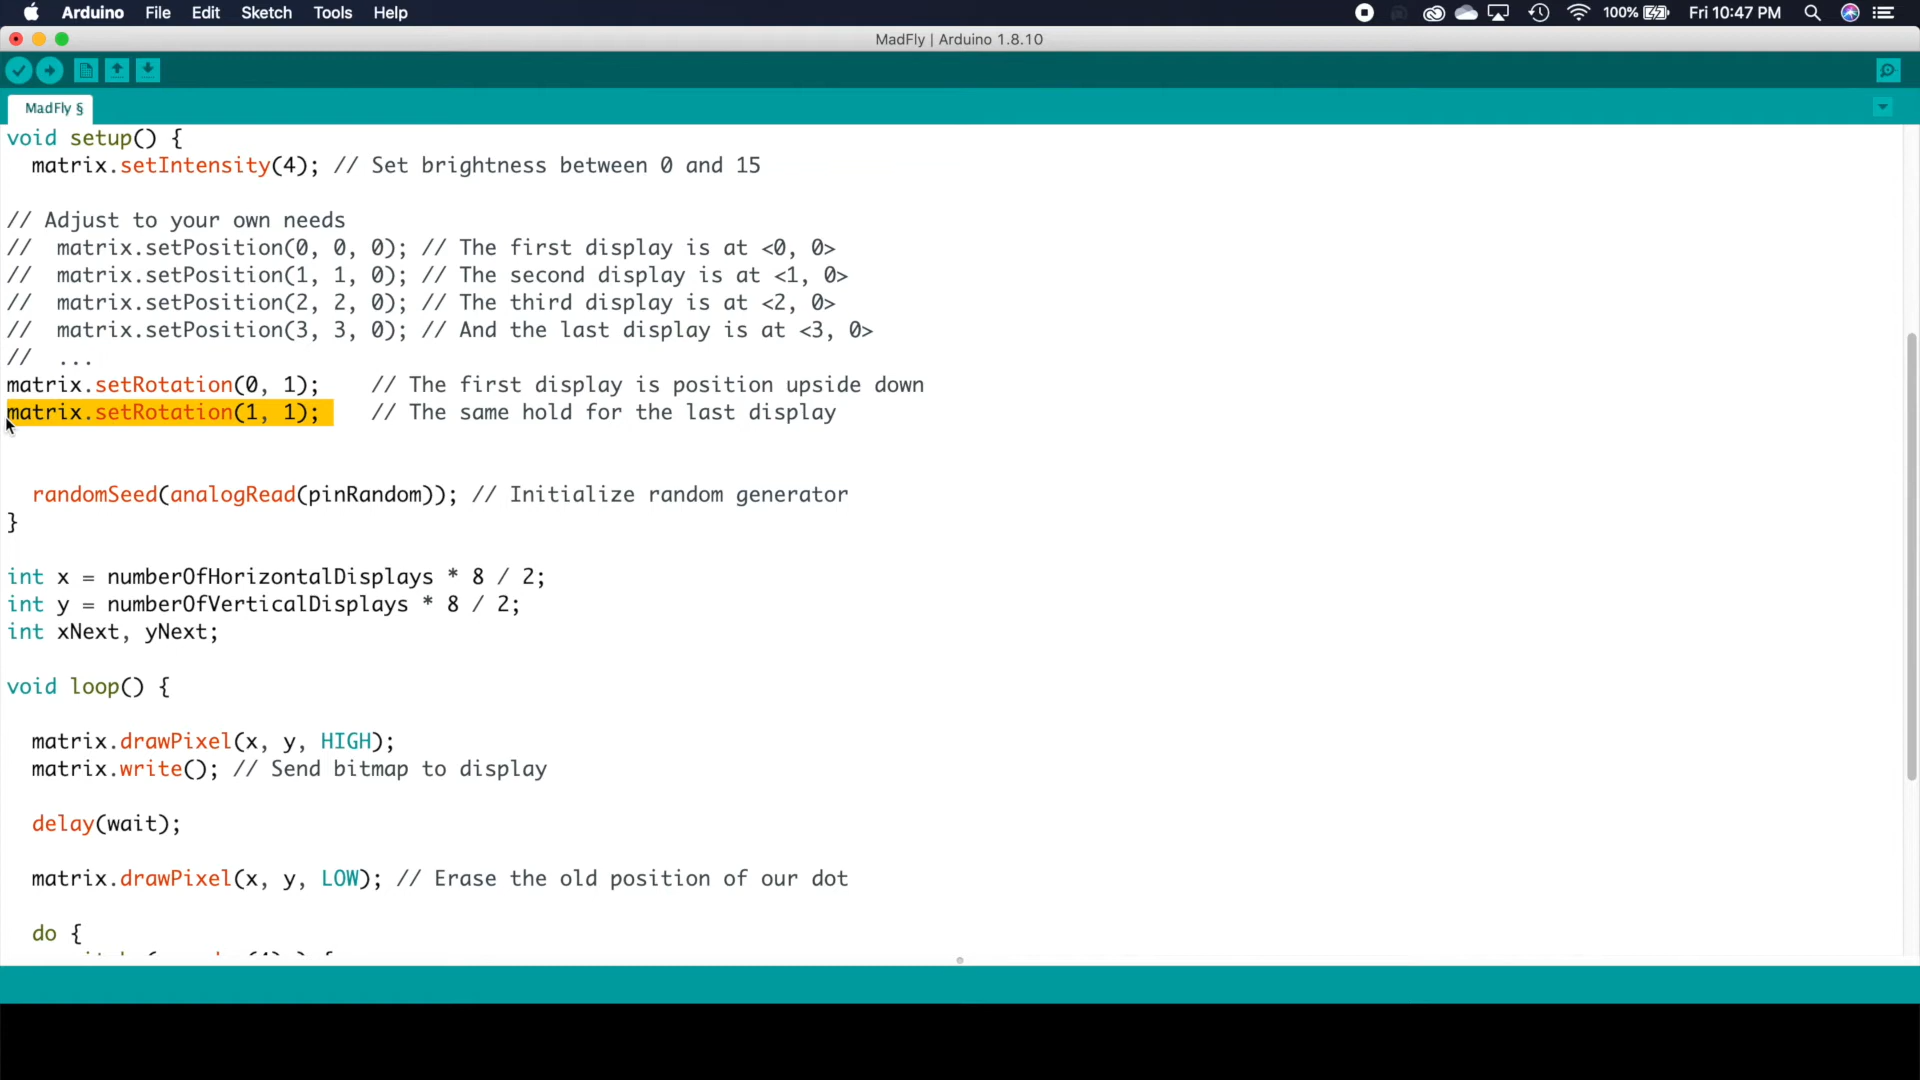 Arduino File Edit Sketch Tools Help 100% Fri 10:47 PM
MadFly | Arduino 1.8.10
MadFly §
void setup() {
matrix.setIntensity(4); // Set brightness between 0 and 15
// Adjust to your own needs
// matrix.setPosition(0, 0, 0); // The first display is at <0, 0>
// matrix.setPosition(1, 1, 0); // The second display is at <1, 0>
// matrix.setPosition(2, 2, 0); // The third display is at <2, 0>
// matrix.setPosition(3, 3, 0); // And the last display is at <3, 0>
// ...
matrix.setRotation(0, 1); // The first display is position upside down
matrix.setRotation(1, 1); // The same hold for the last display
randomSeed(analogRead(pinRandom)); // Initialize random generator
}
int x = numberOfHorizontalDisplays * 8 / 2;
int y = numberOfVerticalDisplays * 8 / 2;
int xNext, yNext;
void loop() {
matrix.drawPixel(x, y, HIGH);
matrix.write(); // Send bitmap to display
delay(wait);
matrix.drawPixel(x, y, LOW); // Erase the old position of our dot
do {